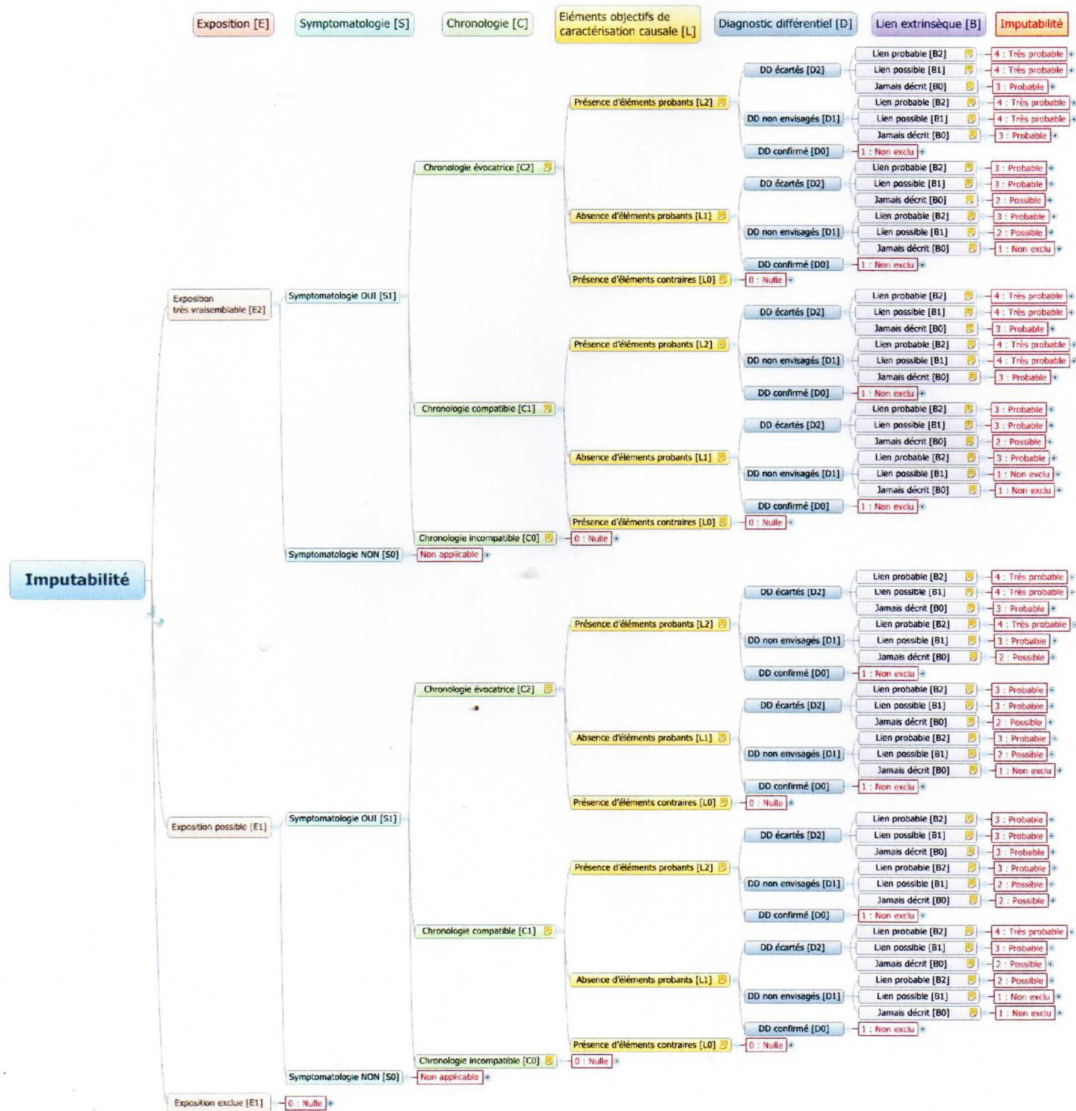 Exposition [E]
Symptomatologie [S]
Chronologie [C]
Eléments objectifs de
caractérisation causale [L]
Diagnostic différentiel [D]
Lien extrinsèque [B]
Imputabilité
Imputabilité
Exposition
très vraisemblable [E2]
Symptomatologie OUI [S1]
Chronologie évocatrice [C2]
Présence d'éléments probants [L2]
DD écartés [D2]
Lien probable [B2]
4 : Très probable
Lien possible [B1]
4 : Très probable
Jamais décrit [B0]
3 : Probable
DD non envisagés [D1]
Lien probable [B2]
4 : Très probable
Lien possible [B1]
4 : Très probable
Jamais décrit [B0]
3 : Probable
DD confirmé [D0]
1 : Non exclu
Absence d'éléments probants [L1]
DD écartés [D2]
Lien probable [B2]
3 : Probable
Lien possible [B1]
3 : Probable
Jamais décrit [B0]
2 : Possible
DD non envisagés [D1]
Lien probable [B2]
3 : Probable
Lien possible [B1]
2 : Possible
Jamais décrit [B0]
1 : Non exclu
DD confirmé [D0]
1 : Non exclu
Présence d'éléments contraires [L0]
0 : Nulle
Chronologie compatible [C1]
Présence d'éléments probants [L2]
DD écartés [D2]
Lien probable [B2]
4 : Très probable
Lien possible [B1]
4 : Très probable
Jamais décrit [B0]
3 : Probable
DD non envisagés [D1]
Lien probable [B2]
4 : Très probable
Lien possible [B1]
4 : Très probable
Jamais décrit [B0]
3 : Probable
DD confirmé [D0]
1 : Non exclu
Absence d'éléments probants [L1]
DD écartés [D2]
Lien probable [B2]
3 : Probable
Lien possible [B1]
3 : Probable
Jamais décrit [B0]
2 : Possible
DD non envisagés [D1]
Lien probable [B2]
3 : Probable
Lien possible [B1]
1 : Non exclu
Jamais décrit [B0]
1 : Non exclu
DD confirmé [D0]
1 : Non exclu
Présence d'éléments contraires [L0]
0 : Nulle
Chronologie incompatible [C0]
0 : Nulle
Symptomatologie NON [S0]
Non applicable
Exposition possible [E1]
Symptomatologie OUI [S1]
Chronologie évocatrice [C2]
Présence d'éléments probants [L2]
DD écartés [D2]
Lien probable [B2]
4 : Très probable
Lien possible [B1]
4 : Très probable
Jamais décrit [B0]
3 : Probable
DD non envisagés [D1]
Lien probable [B2]
4 : Très probable
Lien possible [B1]
3 : Probable
Jamais décrit [B0]
2 : Possible
DD confirmé [D0]
1 : Non exclu
Absence d'éléments probants [L1]
DD écartés [D2]
Lien probable [B2]
3 : Probable
Lien possible [B1]
3 : Probable
Jamais décrit [B0]
2 : Possible
DD non envisagés [D1]
Lien probable [B2]
3 : Probable
Lien possible [B1]
2 : Possible
Jamais décrit [B0]
1 : Non exclu
DD confirmé [D0]
1 : Non exclu
Présence d'éléments contraires [L0]
0 : Nulle
Chronologie compatible [C1]
Présence d'éléments probants [L2]
DD écartés [D2]
Lien probable [B2]
3 : Probable
Lien possible [B1]
3 : Probable
Jamais décrit [B0]
3 : Probable
DD non envisagés [D1]
Lien probable [B2]
3 : Probable
Lien possible [B1]
2 : Possible
Jamais décrit [B0]
2 : Possible
DD confirmé [D0]
1 : Non exclu
Absence d'éléments probants [L1]
DD écartés [D2]
Lien probable [B2]
4 : Très probable
Lien possible [B1]
3 : Probable
Jamais décrit [B0]
2 : Possible
DD non envisagés [D1]
Lien probable [B2]
2 : Possible
Lien possible [B1]
1 : Non exclu
Jamais décrit [B0]
1 : Non exclu
DD confirmé [D0]
1 : Non exclu
Présence d'éléments contraires [L0]
0 : Nulle
Chronologie incompatible [C0]
0 : Nulle
Symptomatologie NON [S0]
Non applicable
Exposition exclue [E1]
0 : Nulle